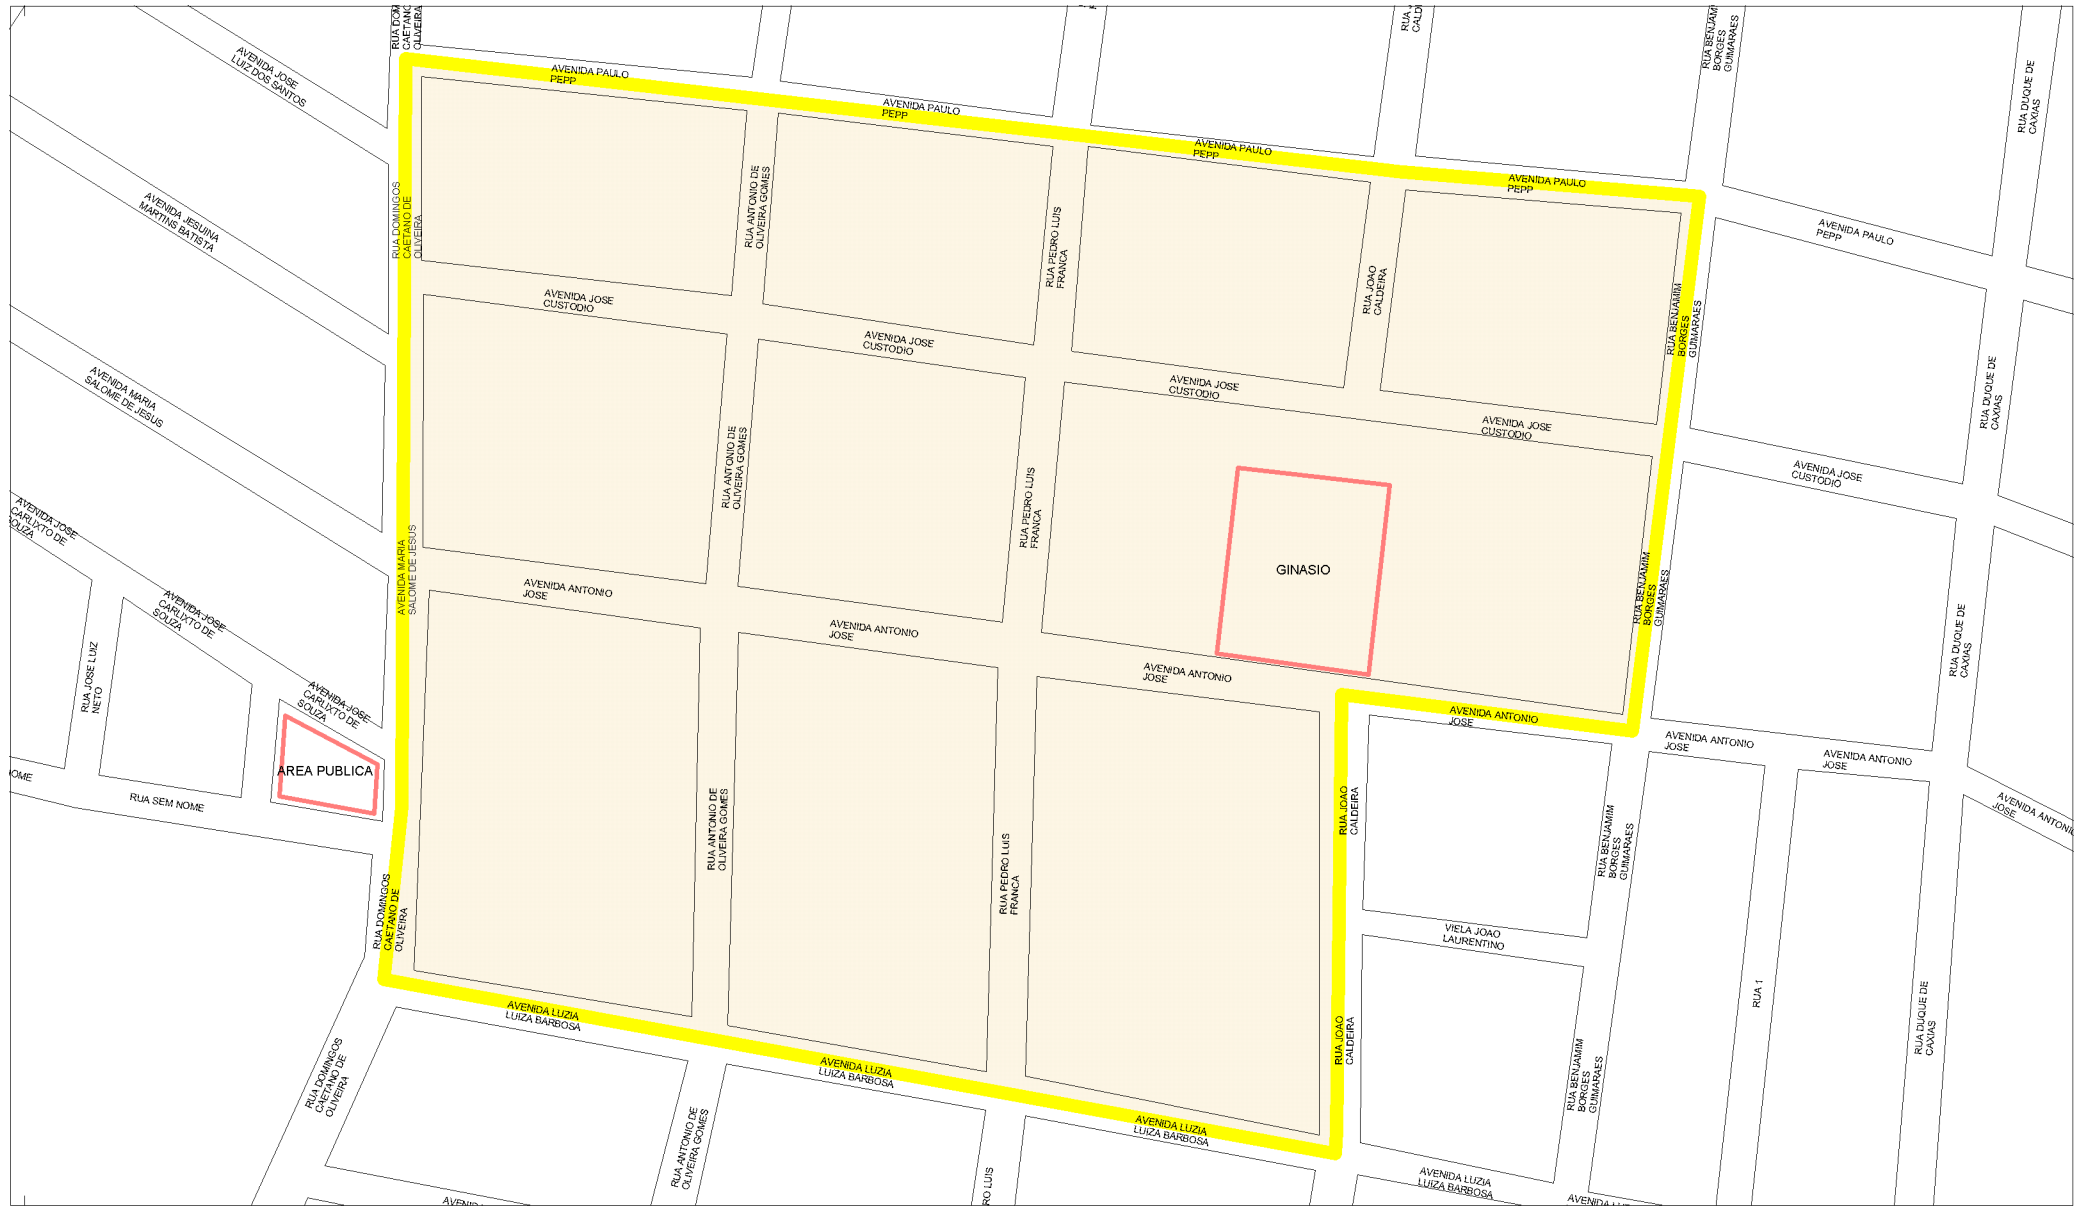 RUA DOM
CAETANO
OLIVEIRA
AVENIDA JOSE
LUIZ DOS SANTOS
AVENIDA PAULO
PEPP
AVENIDA PAULO
PEPP
AVENIDA PAULO
PEPP
AVENIDA PAULO
PEPP
AVENIDA PAULO
PEPP
CALDI
RUA BENJAM
BORGES
GUIMARAES
RUA DUQUE DE
CAXIAS
AVENIDA JESUINA
MARTINS BATISTA
RUA DOMINGOS
CAETANO DE
OLIVEIRA
RUA ANTONIO DE
OLIVEIRA GOMES
RUA PEDRO LUIS
FRANCA
RUA JOAO
CALDEIRA
RUA BENJAMIM
BORGES
GUIMARAES
AVENIDA JOSE
CUSTODIO
AVENIDA JOSE
CUSTODIO
AVENIDA JOSE
CUSTODIO
AVENIDA JOSE
CUSTODIO
AVENIDA JOSE
CUSTODIO
RUA DUQUE DE
CAXIAS
AVENIDA MARIA
SALOME DE JESUS
RUA ANTONIO DE
OLIVEIRA GOMES
RUA PEDRO LUIS
FRANCA
GINASIO
AVENIDA MARIA
SALOME DE JESUS
RUA BENJAMIM
BORGES
GUIMARAES
AVENIDA JOSE
CARLIXTO DE
SOUZA
AVENIDA JOSE
CARLIXTO DE
SOUZA
AVENIDA JOSE
CARLIXTO DE
SOUZA
RUA JOSE LUIZ
NETO
AVENIDA ANTONIO
JOSE
AVENIDA ANTONIO
JOSE
AVENIDA ANTONIO
JOSE
AVENIDA ANTONIO
JOSE
AVENIDA ANTONIO
JOSE
AVENIDA ANTONIO
JOSE
AVENIDA ANTONIO
JOSE
RUA DUQUE DE
CAXIAS
AREA PUBLICA
OME
RUA SEM NOME
RUA ANTONIO DE
OLIVEIRA GOMES
RUA PEDRO LUIS
FRANCA
RUA JOAO
CALDEIRA
RUA BENJAMIM
BORGES
GUIMARAES
RUA DOMINGOS
CAETANO DE
OLIVEIRA
VIELA JOAO
LAURENTINO
RUA 1
RUA DUQUE DE
CAXIAS
AVENIDA LUZIA
LUIZA BARBOSA
AVENIDA LUZIA
LUIZA BARBOSA
AVENIDA LUZIA
LUIZA BARBOSA
AVENIDA LUZIA
LUIZA BARBOSA
RUA JOAO
CALDEIRA
RUA BENJAMIM
BORGES
GUIMARAES
RUA DOMINGOS
CAETANO DE
OLIVEIRA
RUA ANTONIO DE
OLIVEIRA GOMES
RO LUIS
AVENID